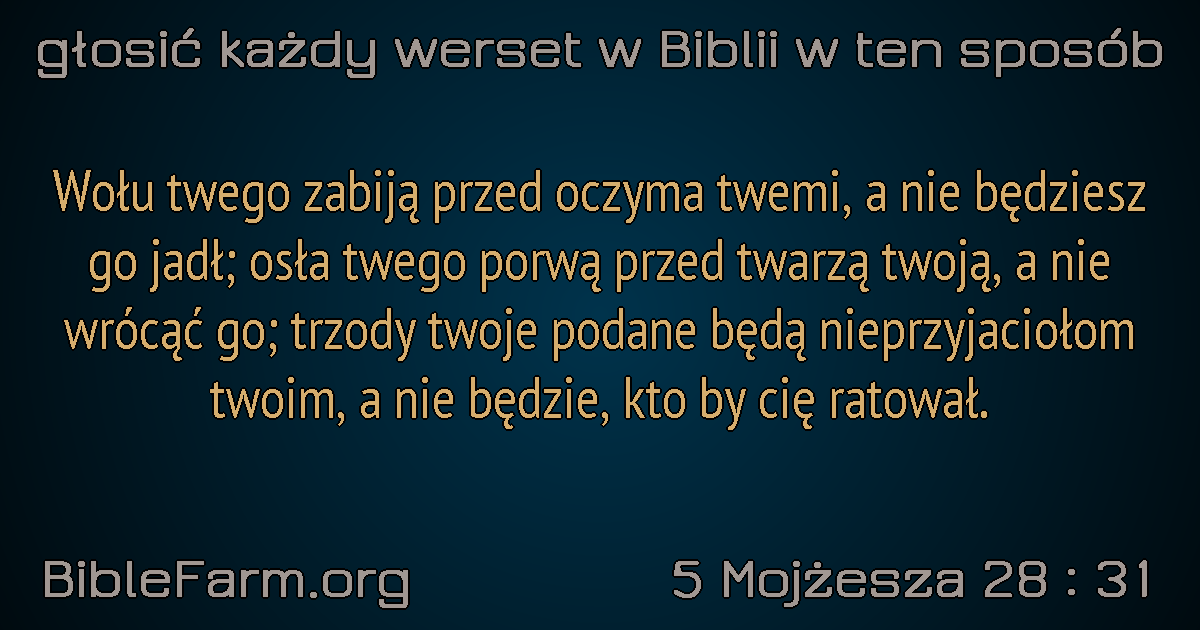 głosić każdy werset w Biblii w ten sposób
Wołu twego zabiją przed oczyma twemi, a nie będziesz
go jadł; osła twego porwą przed twarzą twoją, a nie
wrócąć go; trzody twoje podane będą nieprzyjaciołom
twoim, a nie będzie, kto by cię ratował.
BibleFarm.org
5 Mojżesza 28 : 31